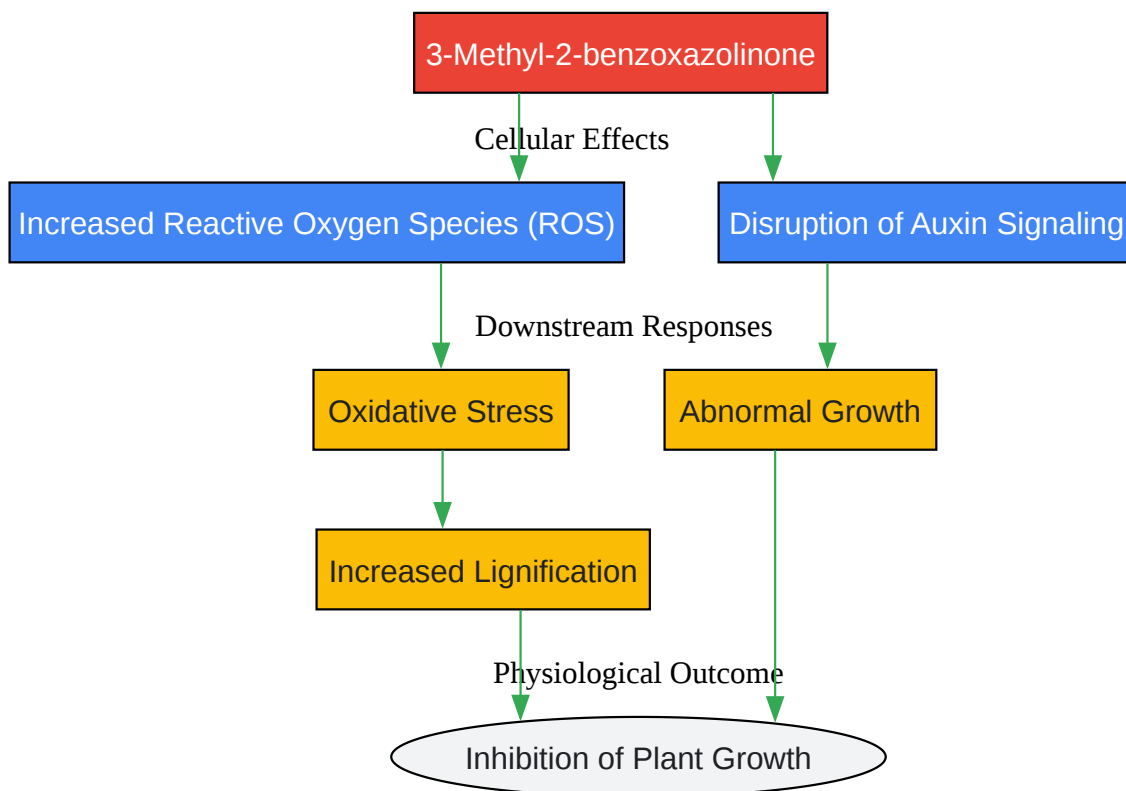 3-Methyl-2-benzoxazolinone
Cellular Effects
Increased Reactive Oxygen Species (ROS)
Disruption of Auxin Signaling
Downstream Responses
Oxidative Stress
Abnormal Growth
Increased Lignification
Physiological Outcome
Inhibition of Plant Growth